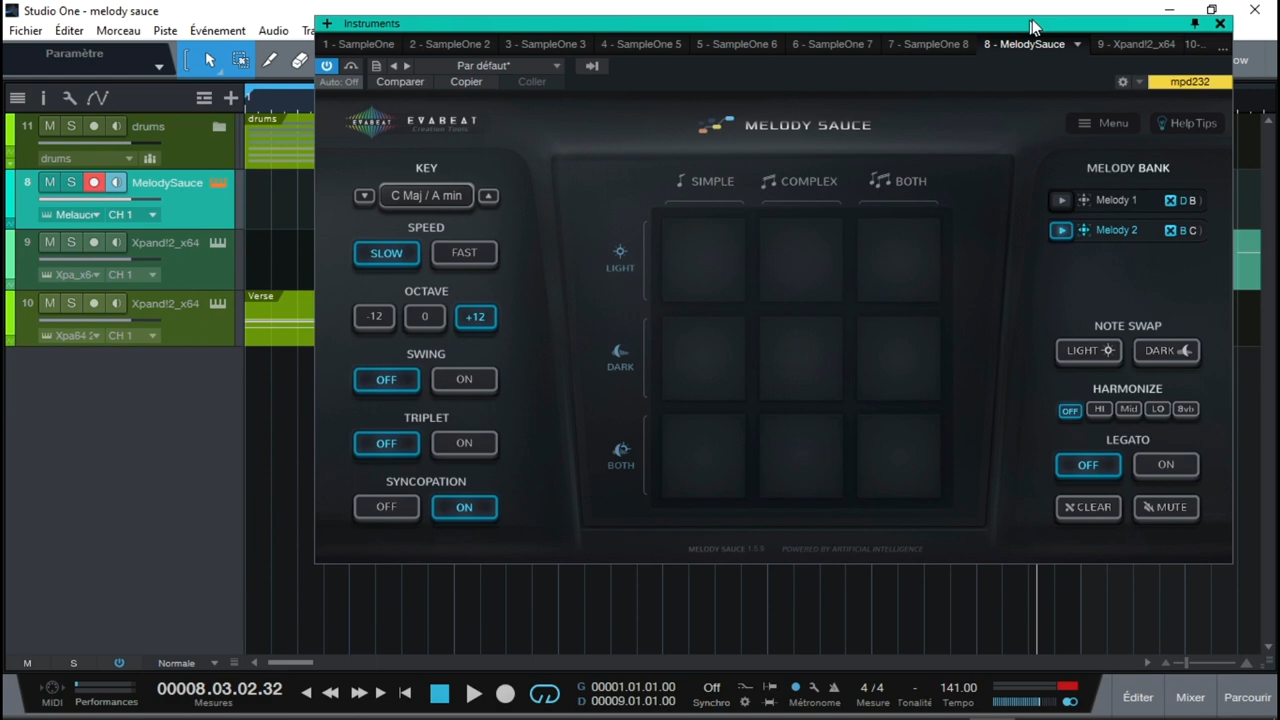 Studio One - melody sauce
Fichier Éditer Morceau Piste Événement Audio
Instruments
1 - SampleOne 2 - SampleOne 2 3 - SampleOne 3 4 - SampleOne 5 5 - SampleOne 6 6 - SampleOne 7 7 - SampleOne 8 8 - MelodySauce 9 - Xpand!2_x64 10-...
Paramètre
Par défaut*
Auto: Off Comparer Copier Coller mpd232
EVABEAT
Creation Tools
MELODY SAUCE
Menu Help Tips
11 M S drums
drums
drums
8 M S MelodySauce
CH 1
9 M S Xpand!2_x64
CH 1
10 M S Xpand!2_x64
CH 1
Verse
KEY
C Maj / A min
SPEED
SLOW FAST
OCTAVE
-12 0 +12
SWING
OFF ON
TRIPLET
OFF ON
SYNCOPATION
OFF ON
SIMPLE COMPLEX BOTH
LIGHT
DARK
BOTH
MELODY SAUCE 1.5.5 POWERED BY ARTIFICIAL INTELLIGENCE
MELODY BANK
Melody 1 X D B )
Melody 2 X B C )
NOTE SWAP
LIGHT DARK
HARMONIZE
OFF HI Mid LO 8vb
LEGATO
OFF ON
CLEAR MUTE
M S Normale
MIDI Performances
00008.03.02.32
Mesures
G 00001.01.01.00
D 00009.01.01.00
Off
Synchro
Métronome
4 / 4
Mesure
-
Tonalité
141.00
Tempo
Éditer Mixer Parcourir